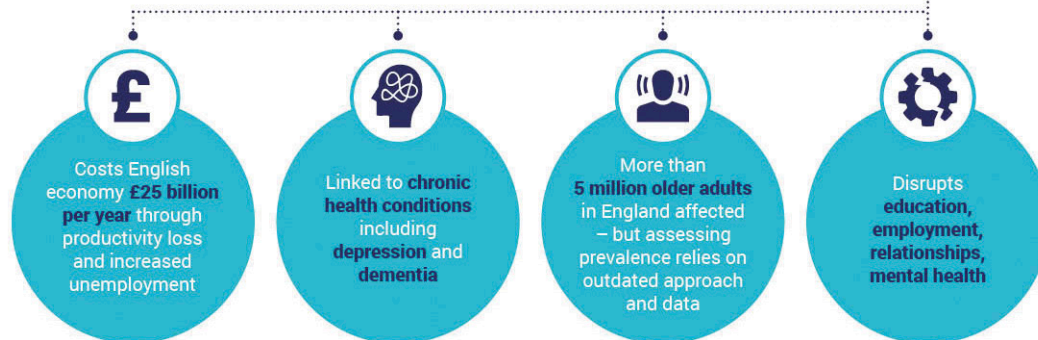 £
Costs English
economy £25 billion
per year through
productivity loss
and increased
unemployment
Linked to chronic
health conditions
including
depression and
dementia
More than
5 million older adults
in England affected
– but assessing
prevalence relies on
outdated approach
and data
Disrupts
education,
employment,
relationships,
mental health